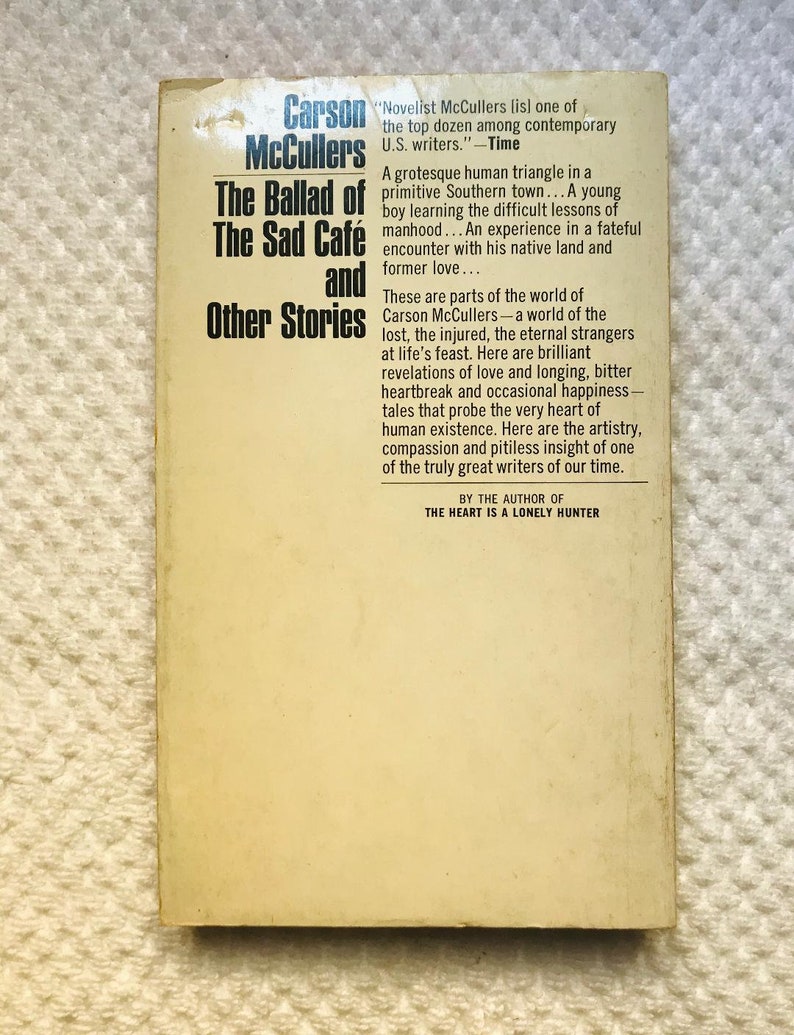 Carson
McCullers
The Ballad of
The Sad Café
and
Other Stories
"Novelist McCullers [is] one of
the top dozen among contemporary
U.S. writers."—Time
A grotesque human triangle in a
primitive Southern town...A young
boy learning the difficult lessons of
manhood...An experience in a fateful
encounter with his native land and
former love...
These are parts of the world of
Carson McCullers—a world of the
lost, the injured, the eternal strangers
at life's feast. Here are brilliant
revelations of love and longing, bitter
heartbreak and occasional happiness—
tales that probe the very heart of
human existence. Here are the artistry,
compassion and pitiless insight of one
of the truly great writers of our time.
BY THE AUTHOR OF
THE HEART IS A LONELY HUNTER